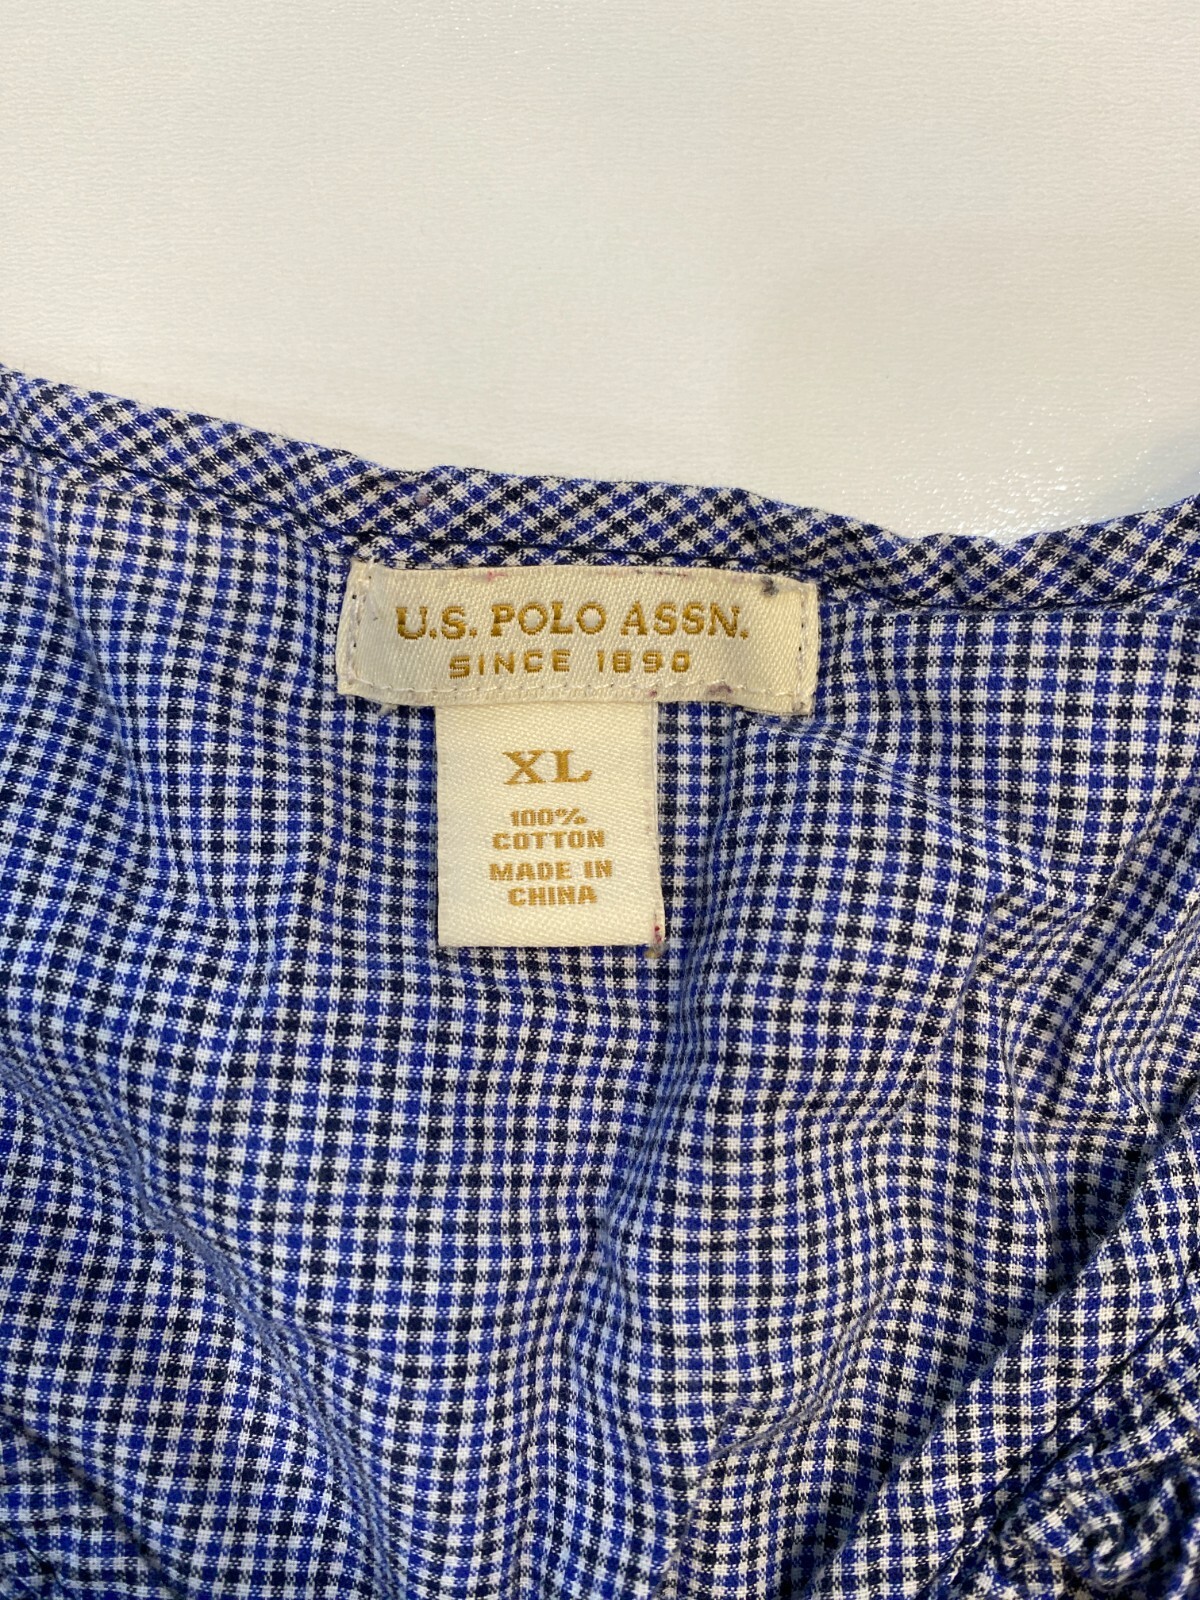 U.S. POLO ASSN.
SINCE 1890
XL
100%
COTTON
MADE IN
CHINA